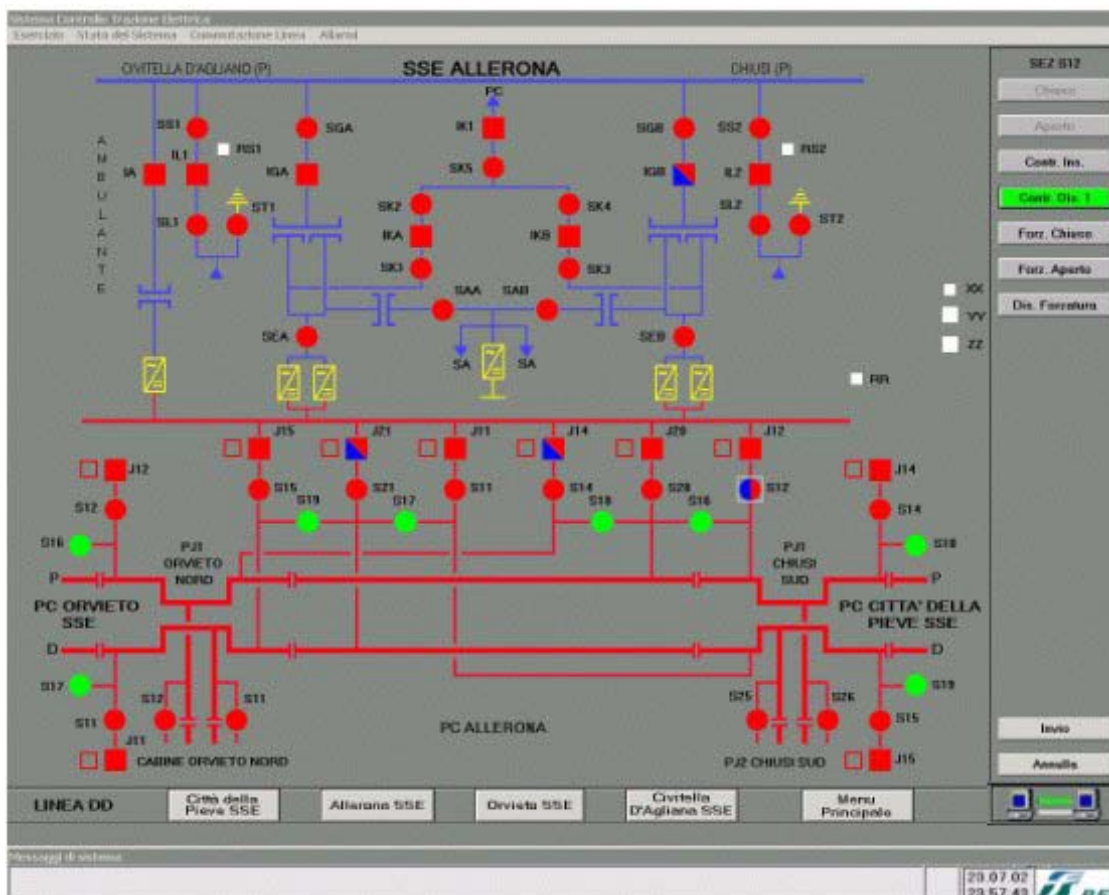 Sistema Controllo Trazione Elettrica
Esercizio Stato del Sistema Commutazione Linea Allarmi
CIVITELLA D'AGLIANO (P) SSE ALLERONA CHIUSI (P) SEZ S12
Chiuso
PC
SS1 SGA IK1 SGB SS2 Aperto
RS1 RS2
IA IL1 IGA SK5 IGB IL2 Contr. Ins.
AMBULANTE
SL1 ST1 SK2 SK4 SL2 ST2 Contr. Dis. 1
IKA IKB Forz. Chiuso
SK3 SK3 Forz. Aperto
SAA SAB XX Dis. Forzatura
YY
SEA SEB ZZ
SA SA
RR
J15 J21 J11 J14 J20 J12
J12 J14
S15 S21 S11 S14 S20 S12
S12 S19 S17 S18 S16 S14
S16 PJ1 ORVIETO NORD PJ1 CHIUSI SUD S18
P P
PC ORVIETO SSE PC CITTA' DELLA PIEVE SSE
D D
S17 S19
S12 S11 S25 S26
S11 S15
PC ALLERONA
J11 CABINE ORVIETO NORD PJ2 CHIUSI SUD J15
Invio
Annulla
LINEA DD Città della Pieve SSE Allerona SSE Orvieto SSE Civitella D'Agliana SSE Menu Principale
Messaggi di sistema
29.07.02